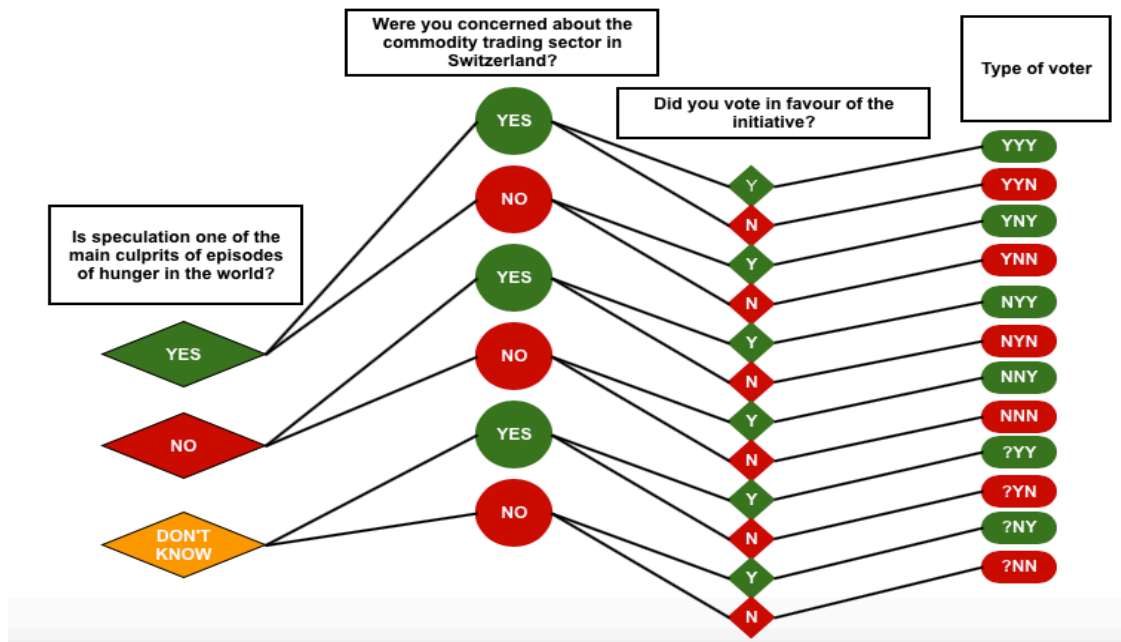 Were you concerned about the
commodity trading sector in
Switzerland?
Type of voter
Did you vote in favour of the
initiative?
Is speculation one of the
main culprits of episodes
of hunger in the world?
YES
NO
DON'T
KNOW
YES
NO
YES
NO
YES
NO
Y
N
Y
N
Y
N
Y
N
Y
N
Y
N
YYY
YYN
YNY
YNN
NYY
NYN
NNY
NNN
?YY
?YN
?NY
?NN